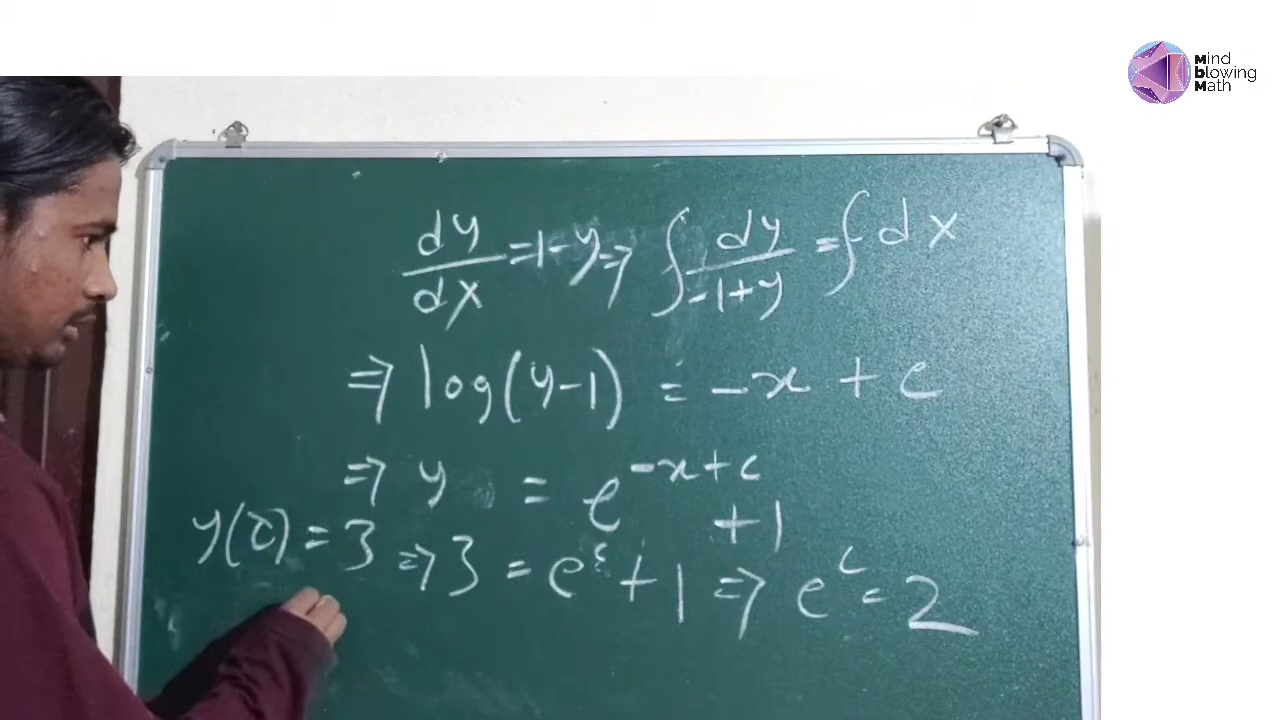 Mind
blowing
Math
dy/dx = 1-y ⇒ ∫ dy/-1+y = ∫ - dx
⇒ log(y-1) = -x + c
⇒ y = e^{-x+c} + 1
y(0) = 3 ⇒ 3 = e^c + 1 ⇒ e^c = 2